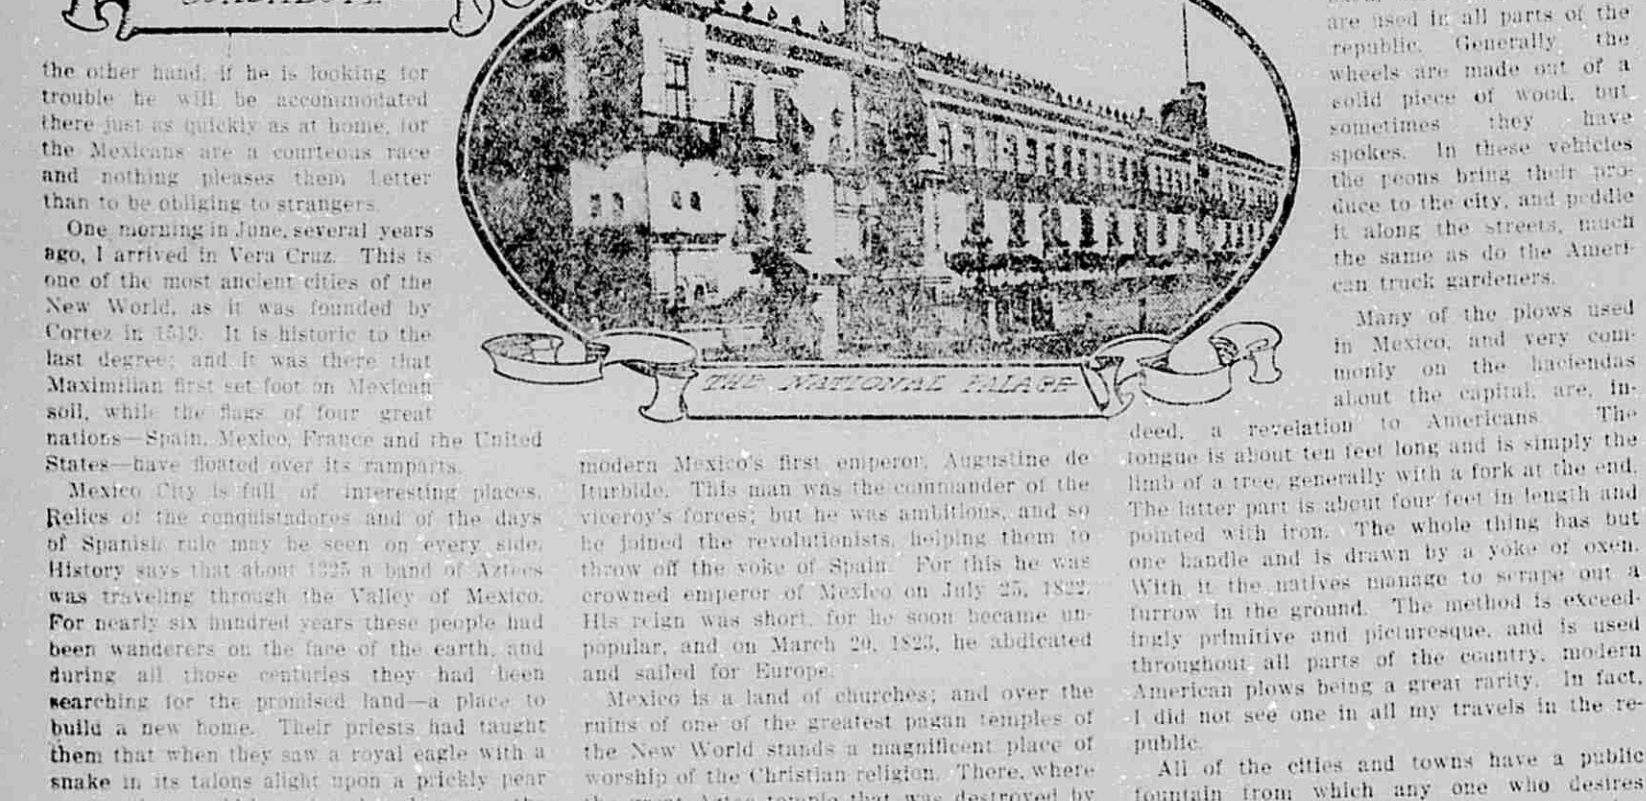 the other hand, if he is looking for
trouble he will be accommodated
there just as quickly as at home, for
the Mexicans are a courteous race
and nothing pleases them better
than to be obliging to strangers.
One morning in June, several years
ago, I arrived in Vera Cruz. This is
one of the most ancient cities of the
New World, as it was founded by
Cortez in 1519. It is historic to the
last degree; and it was there that
Maximilian first set foot on Mexican
soil, while the flags of four great
nations—Spain, Mexico, France and the United
States—have floated over its ramparts.
Mexico City is full of interesting places.
Relics of the conquistadores and of the days
of Spanish rule may be seen on every side.
History says that about 1325 a band of Aztecs
was traveling through the Valley of Mexico.
For nearly six hundred years these people had
been wanderers on the face of the earth, and
during all those centuries they had been
searching for the promised land—a place to
build a new home. Their priests had taught
them that when they saw a royal eagle with a
snake in its talons alight upon a prickly pear
THE NATIONAL PALACE
modern Mexico's first emperor, Augustine de
Iturbide. This man was the commander of the
viceroy's forces; but he was ambitious, and so
he joined the revolutionists, helping them to
throw off the yoke of Spain. For this he was
crowned emperor of Mexico on July 25, 1822.
His reign was short, for he soon became un-
popular, and on March 20, 1823, he abdicated
and sailed for Europe.
Mexico is a land of churches; and over the
ruins of one of the greatest pagan temples of
the New World stands a magnificent place of
worship of the Christian religion. There, where
the great Aztec temple that was destroyed by
are used in all parts of the
republic. Generally the
wheels are made out of a
solid piece of wood, but
sometimes they have
spokes. In these vehicles
the peons bring their pro-
duce to the city, and peddle
it along the streets, much
the same as do the Ameri-
can truck gardeners.
Many of the plows used
in Mexico, and very com-
monly on the haciendas
about the capital, are, in-
deed, a revelation to Americans. The
tongue is about ten feet long and is simply the
limb of a tree, generally with a fork at the end.
The latter part is about four feet in length and
pointed with iron. The whole thing has but
one handle and is drawn by a yoke of oxen.
With it the natives manage to scrape out a
furrow in the ground. The method is exceed-
ingly primitive and picturesque, and is used
throughout all parts of the country, modern
American plows being a great rarity. In fact,
I did not see one in all my travels in the re-
public.
All of the cities and towns have a public
fountain from which any one who desires